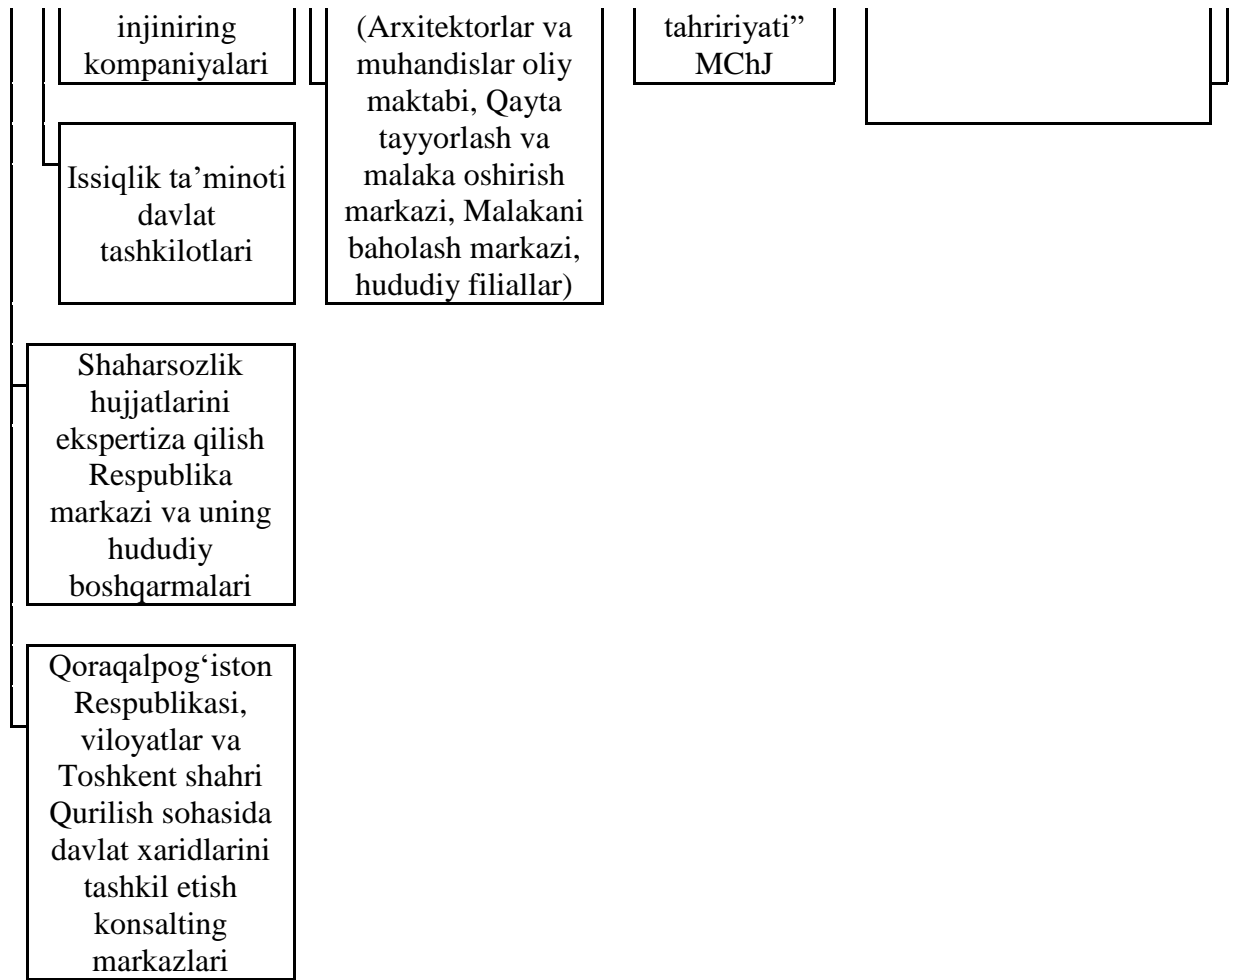 injiniring
kompaniyalari
(Arxitektorlar va
muhandislar oliy
maktabi, Qayta
tayyorlash va
malaka oshirish
markazi, Malakani
baholash markazi,
hududiy filiallar)
tahririyati”
MChJ
Issiqlik ta’minoti
davlat
tashkilotlari
Shaharsozlik
hujjatlarini
ekspertiza qilish
Respublika
markazi va uning
hududiy
boshqarmalari
Qoraqalpog‘iston
Respublikasi,
viloyatlar va
Toshkent shahri
Qurilish sohasida
davlat xaridlarini
tashkil etish
konsalting
markazlari